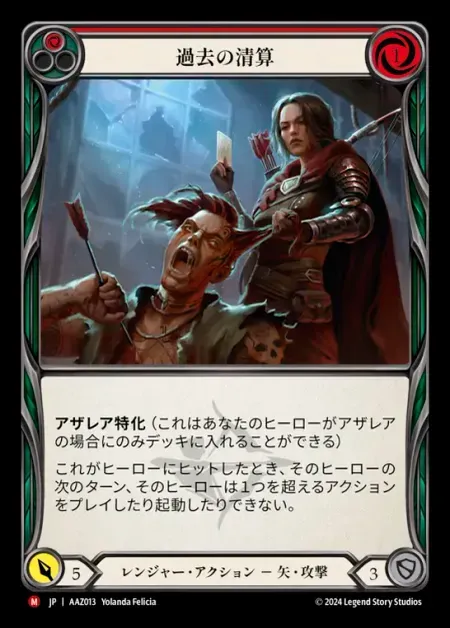 過去の清算
1
アザレア特化（これはあなたのヒーローがアザレア
の場合にのみデッキに入れることができる）
これがヒーローにヒットしたとき、そのヒーローの
次のターン、そのヒーローは1つを超えるアクション
をプレイしたり起動したりできない。
5
レンジャー・アクション － 矢・攻撃
3
M JP | AAZ013 Yolanda Felicia
© 2024 Legend Story Studios